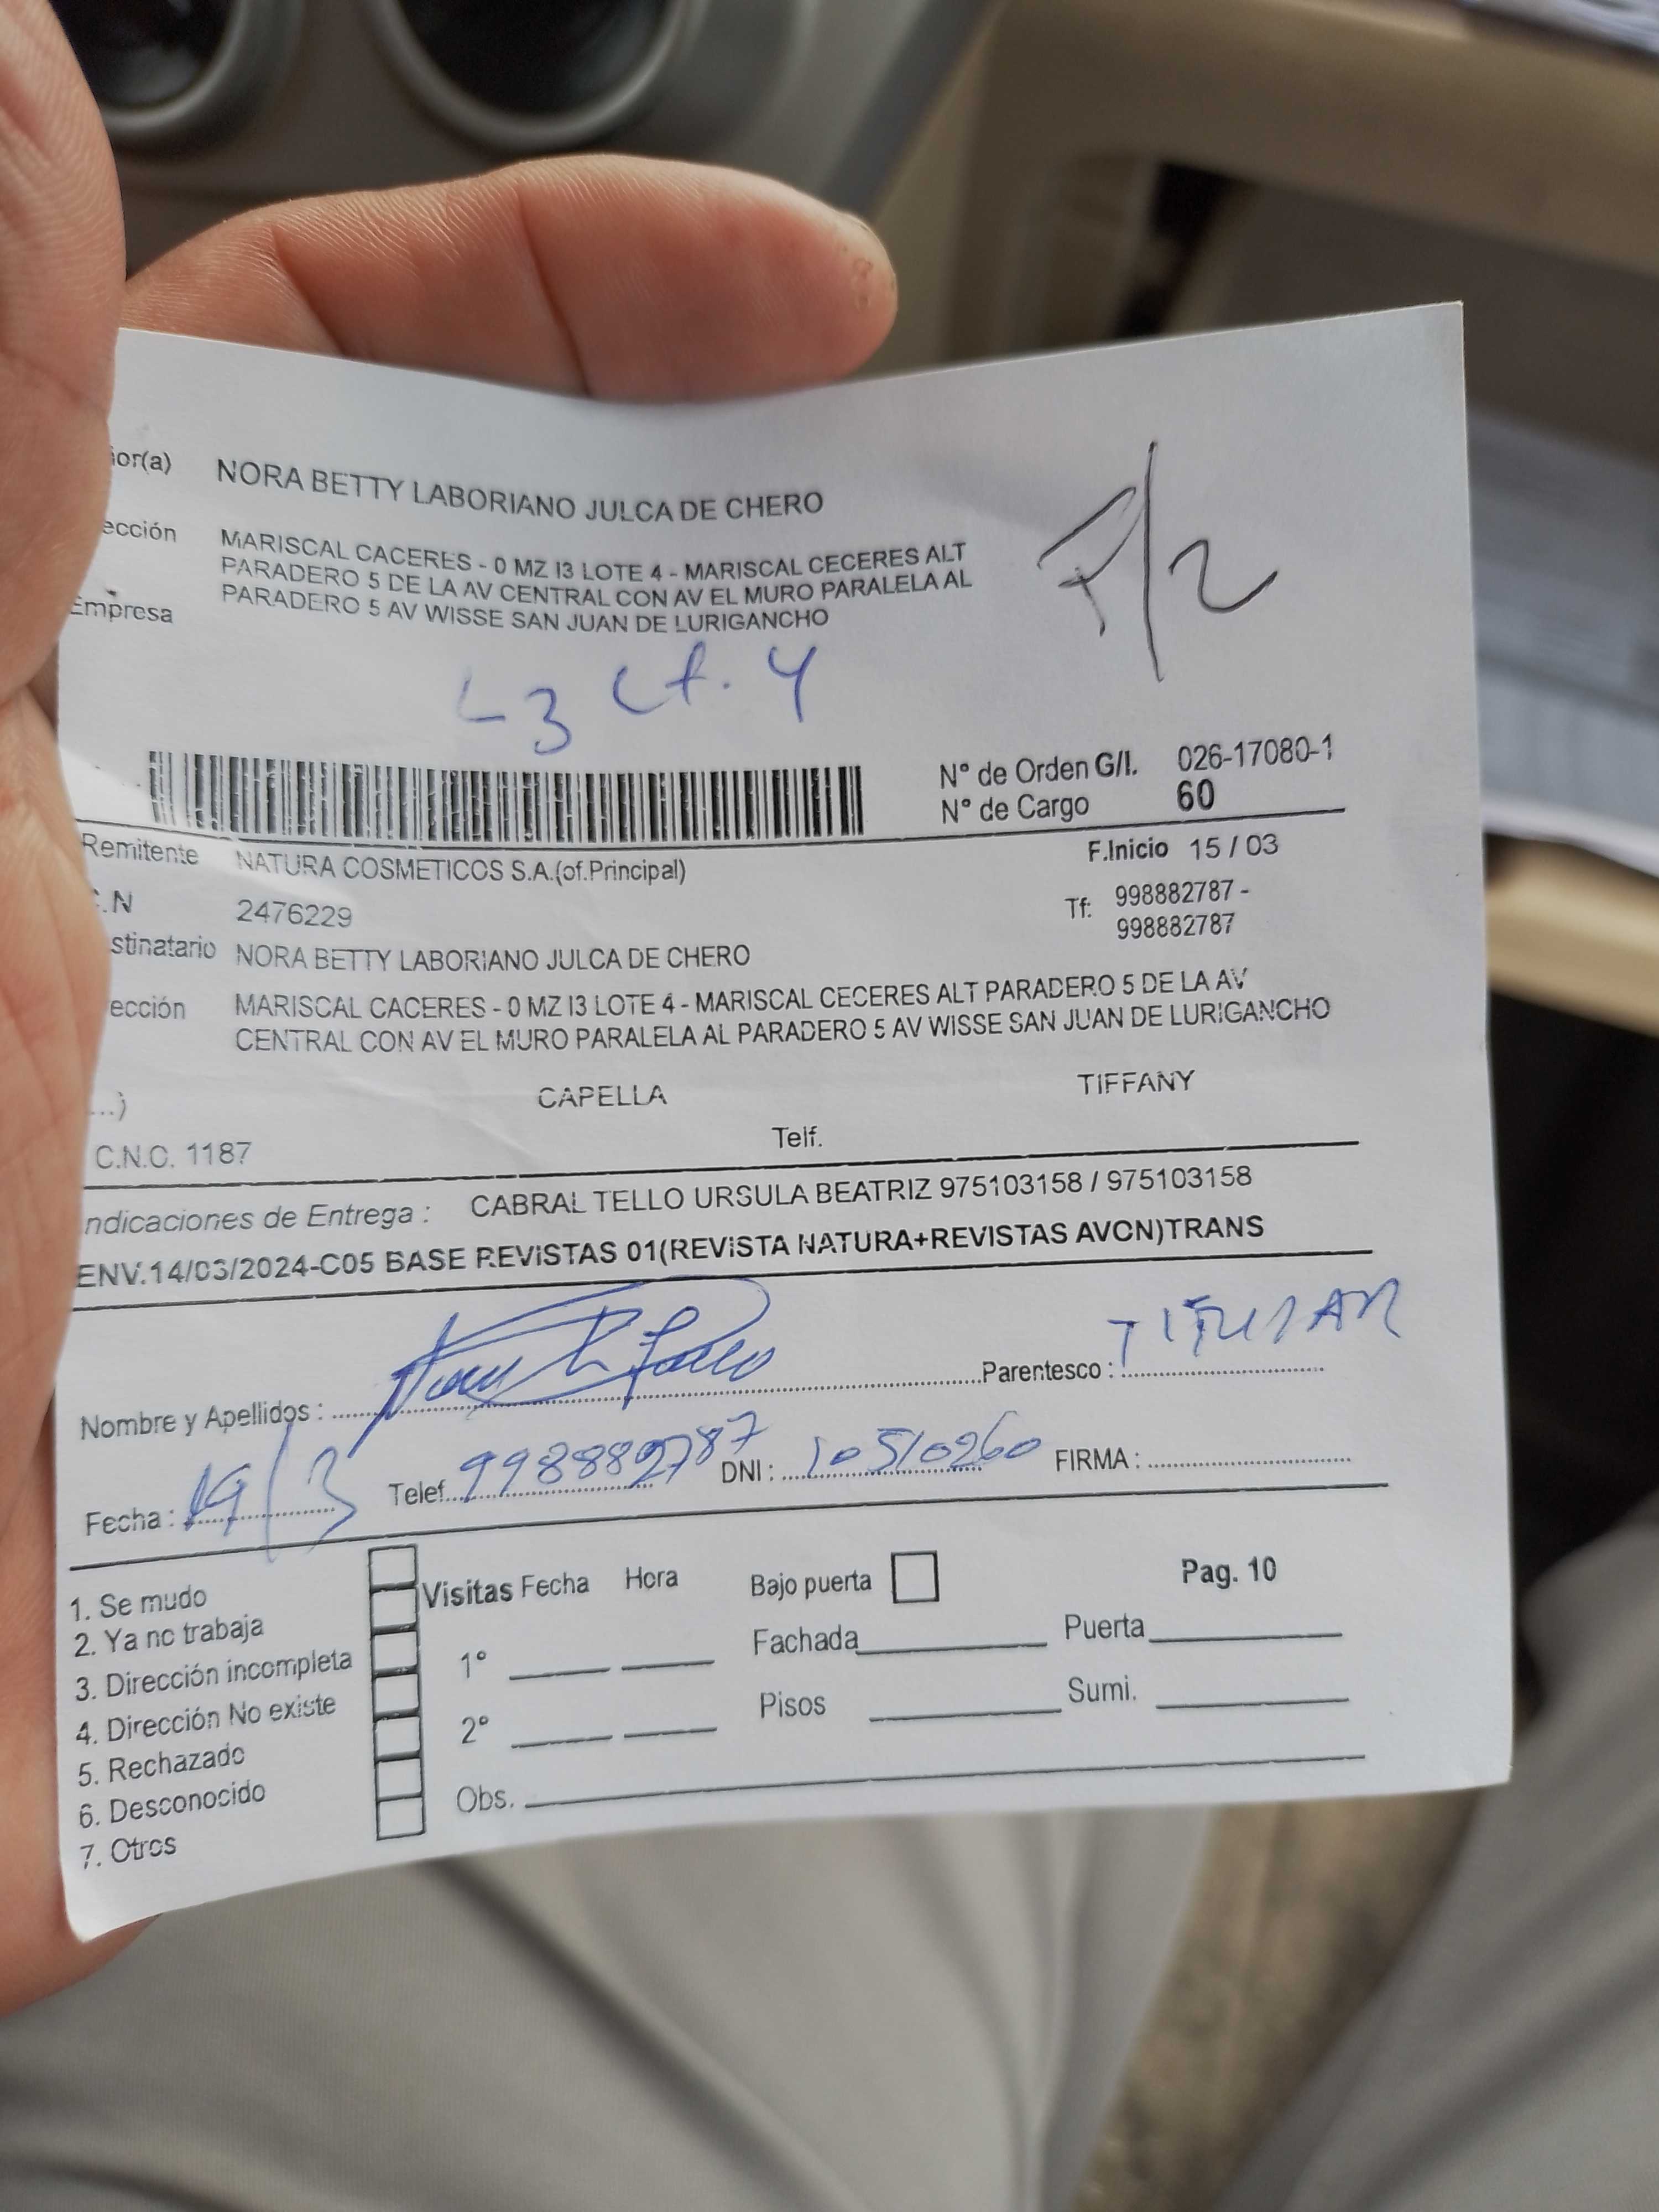 ior(a) NORA BETTY LABORIANO JULCA DE CHERO
ección MARISCAL CACERES - 0 MZ I3 LOTE 4 - MARISCAL CECERES ALT
PARADERO 5 DE LA AV CENTRAL CON AV EL MURO PARALELA AL
Empresa PARADERO 5 AV WISSE SAN JUAN DE LURIGANCHO
F/2
L3 Lt. 4
N° de Orden G/I. 026-17080-1
N° de Cargo 60
Remitente NATURA COSMETICOS S.A.(of.Principal)
F.Inicio 15 / 03
.N 2476229
Tf: 998882787 -
998882787
stinatario NORA BETTY LABORIANO JULCA DE CHERO
ección MARISCAL CACERES - 0 MZ I3 LOTE 4 - MARISCAL CECERES ALT PARADERO 5 DE LA AV
CENTRAL CON AV EL MURO PARALELA AL PARADERO 5 AV WISSE SAN JUAN DE LURIGANCHO
...) CAPELLA TIFFANY
C.N.C. 1187 Telf.
ndicaciones de Entrega : CABRAL TELLO URSULA BEATRIZ 975103158 / 975103158
ENV.14/03/2024-C05 BASE REVISTAS 01(REVISTA NATURA+REVISTAS AVON)TRANS
Nombre y Apellidos : Parentesco : TITULAR
Fecha : 19/3 Telef. 998882787 DNI : 10510260 FIRMA :
1. Se mudo
2. Ya no trabaja
3. Dirección incompleta
4. Dirección No existe
5. Rechazado
6. Desconocido
7. Otros
Visitas Fecha Hora
1°
2°
Obs.
Bajo puerta
Fachada
Pisos
Pag. 10
Puerta
Sumi.